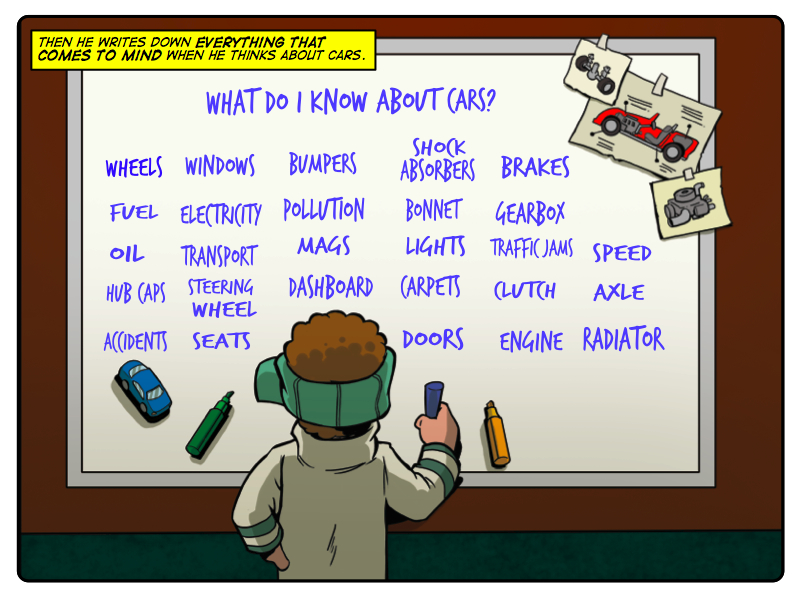 THEN HE WRITES DOWN EVERYTHING THAT
COMES TO MIND WHEN HE THINKS ABOUT CARS.
WHAT DO I KNOW ABOUT CARS?
WHEELS WINDOWS BUMPERS SHOCK ABSORBERS BRAKES
FUEL ELECTRICITY POLLUTION BONNET GEARBOX
OIL TRANSPORT MAGS LIGHTS TRAFFIC JAMS SPEED
HUB CAPS STEERING WHEEL DASHBOARD CARPETS CLUTCH AXLE
ACCIDENTS SEATS DOORS ENGINE RADIATOR